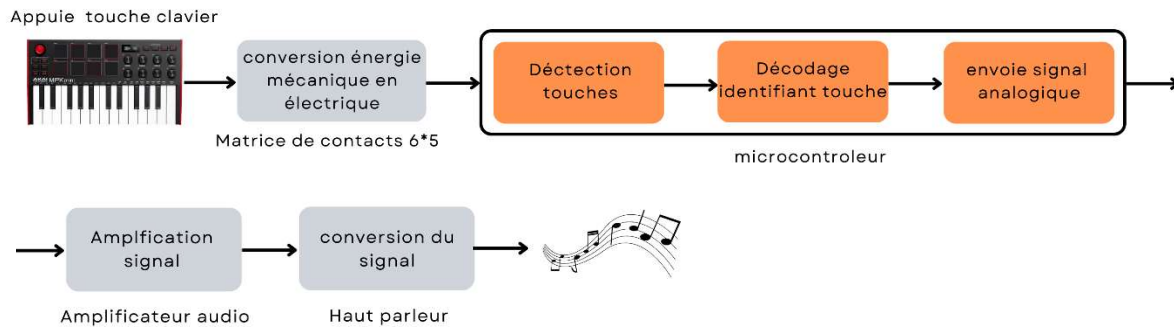 Appuie touche clavier
conversion énergie
mécanique en
électrique
Matrice de contacts 6*5
Déctection
touches
Décodage
identifiant touche
envoie signal
analogique
microcontroleur
Amplfication
signal
Amplificateur audio
conversion du
signal
Haut parleur